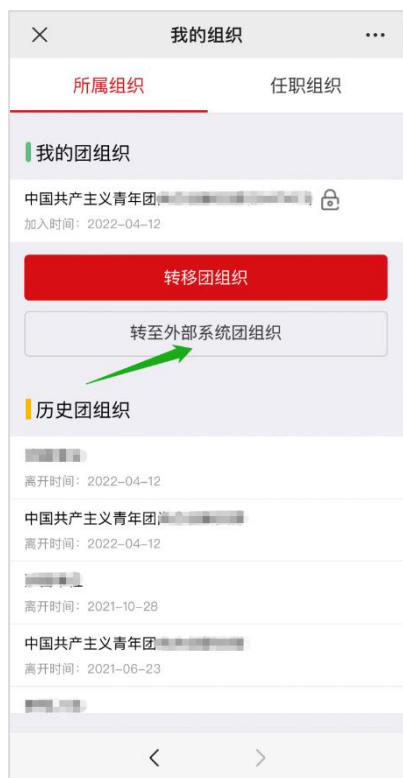 我的组织
所属组织 任职组织
我的团组织
中国共产主义青年团
加入时间：2022-04-12
转移团组织
转至外部系统团组织
历史团组织
离开时间：2022-04-12
中国共产主义青年团
离开时间：2022-04-12
离开时间：2021-10-28
中国共产主义青年团
离开时间：2021-06-23